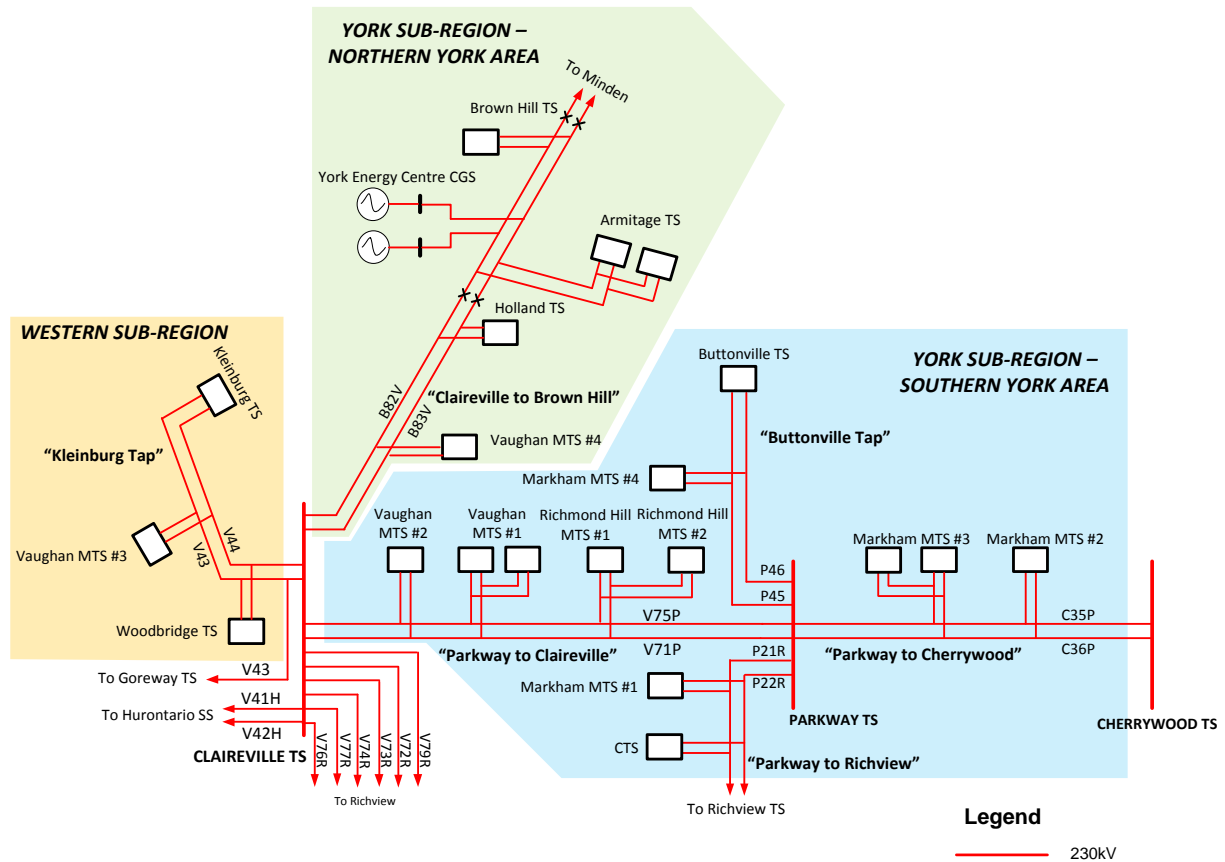 YORK SUB-REGION –
NORTHERN YORK AREA
To Minden
Brown Hill TS
York Energy Centre CGS
Armitage TS
Holland TS
B82V
B83V
“Claireville to Brown Hill”
Vaughan MTS #4
WESTERN SUB-REGION
Kleinburg TS
“Kleinburg Tap”
Vaughan MTS #3
V44
V43
Woodbridge TS
YORK SUB-REGION –
SOUTHERN YORK AREA
Buttonville TS
“Buttonville Tap”
Markham MTS #4
Vaughan
MTS #2
Vaughan
MTS #1
Richmond Hill
MTS #1
Richmond Hill
MTS #2
P46
P45
Markham MTS #3
Markham MTS #2
V75P
C35P
V71P
C36P
“Parkway to Claireville”
P21R
“Parkway to Cherrywood”
Markham MTS #1
P22R
PARKWAY TS
CHERRYWOOD TS
CTS
“Parkway to Richview”
To Richview TS
V43
To Goreway TS
V41H
To Hurontario SS
V42H
CLAIREVILLE TS
V76R
V77R
V74R
V73R
V72R
V79R
To Richview
Legend
230kV